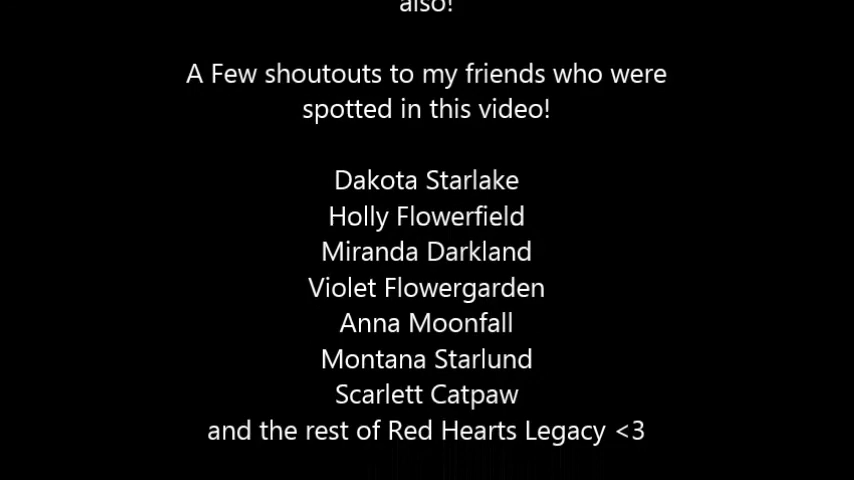 also!
A Few shoutouts to my friends who were
spotted in this video!
Dakota Starlake
Holly Flowerfield
Miranda Darkland
Violet Flowergarden
Anna Moonfall
Montana Starlund
Scarlett Catpaw
and the rest of Red Hearts Legacy <3